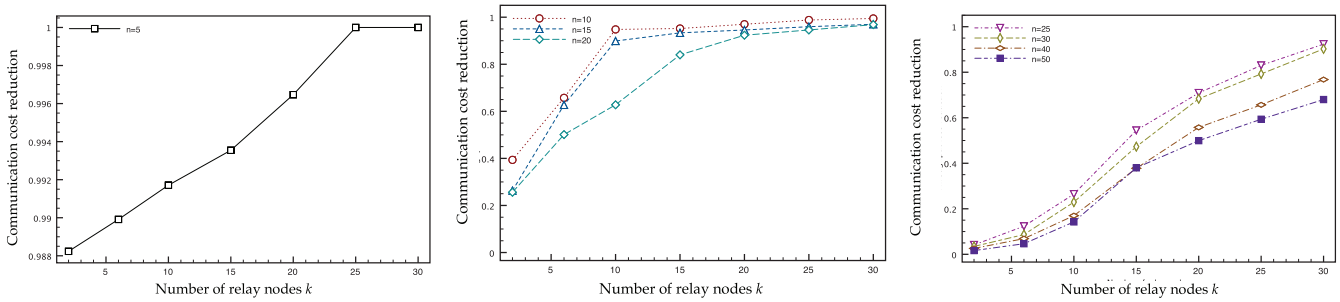 Communication cost reduction
1
0.998
0.996
0.994
0.992
0.99
0.988
n=5
5 10 15 20 25 30
Number of relay nodes k
Communication cost reduction
1
0.8
0.6
0.4
0.2
0
n=10
n=15
n=20
5 10 15 20 25 30
Number of relay nodes k
Communication cost reduction
1
0.8
0.6
0.4
0.2
0
n=25
n=30
n=40
n=50
5 10 15 20 25 30
Number of relay nodes k